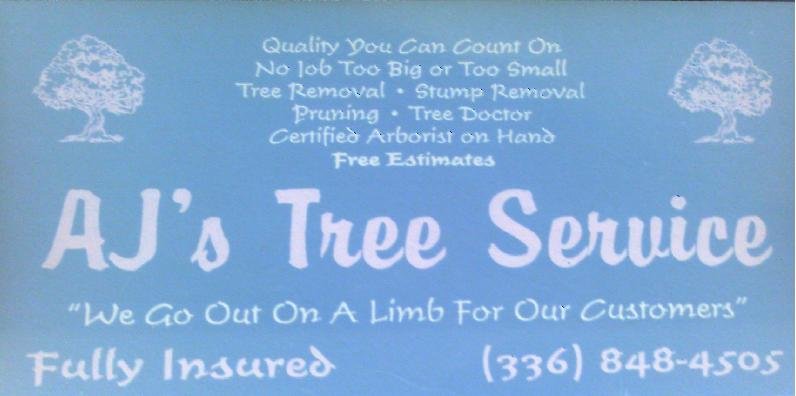 Quality You Can Count On
No Job Too Big or Too Small
Tree Removal • Stump Removal
Pruning • Tree Doctor
Certified Arborist on Hand
Free Estimates
AJ's Tree Service
"We Go Out On A Limb For Our Customers"
Fully Insured (336) 848-4505